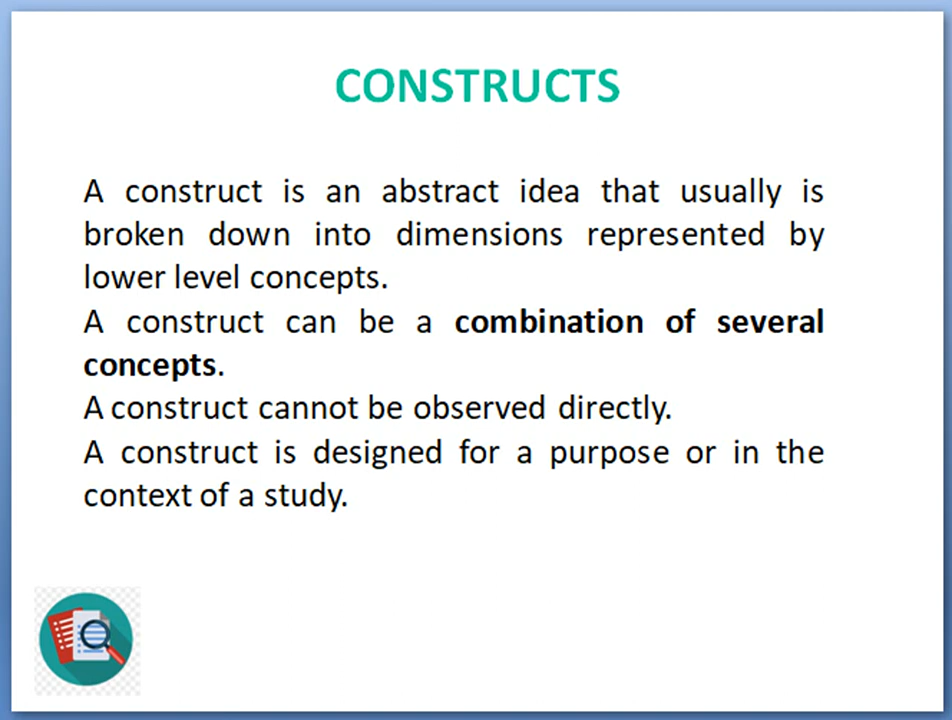 CONSTRUCTS
A construct is an abstract idea that usually is
broken down into dimensions represented by
lower level concepts.
A construct can be a combination of several
concepts.
A construct cannot be observed directly.
A construct is designed for a purpose or in the
context of a study.